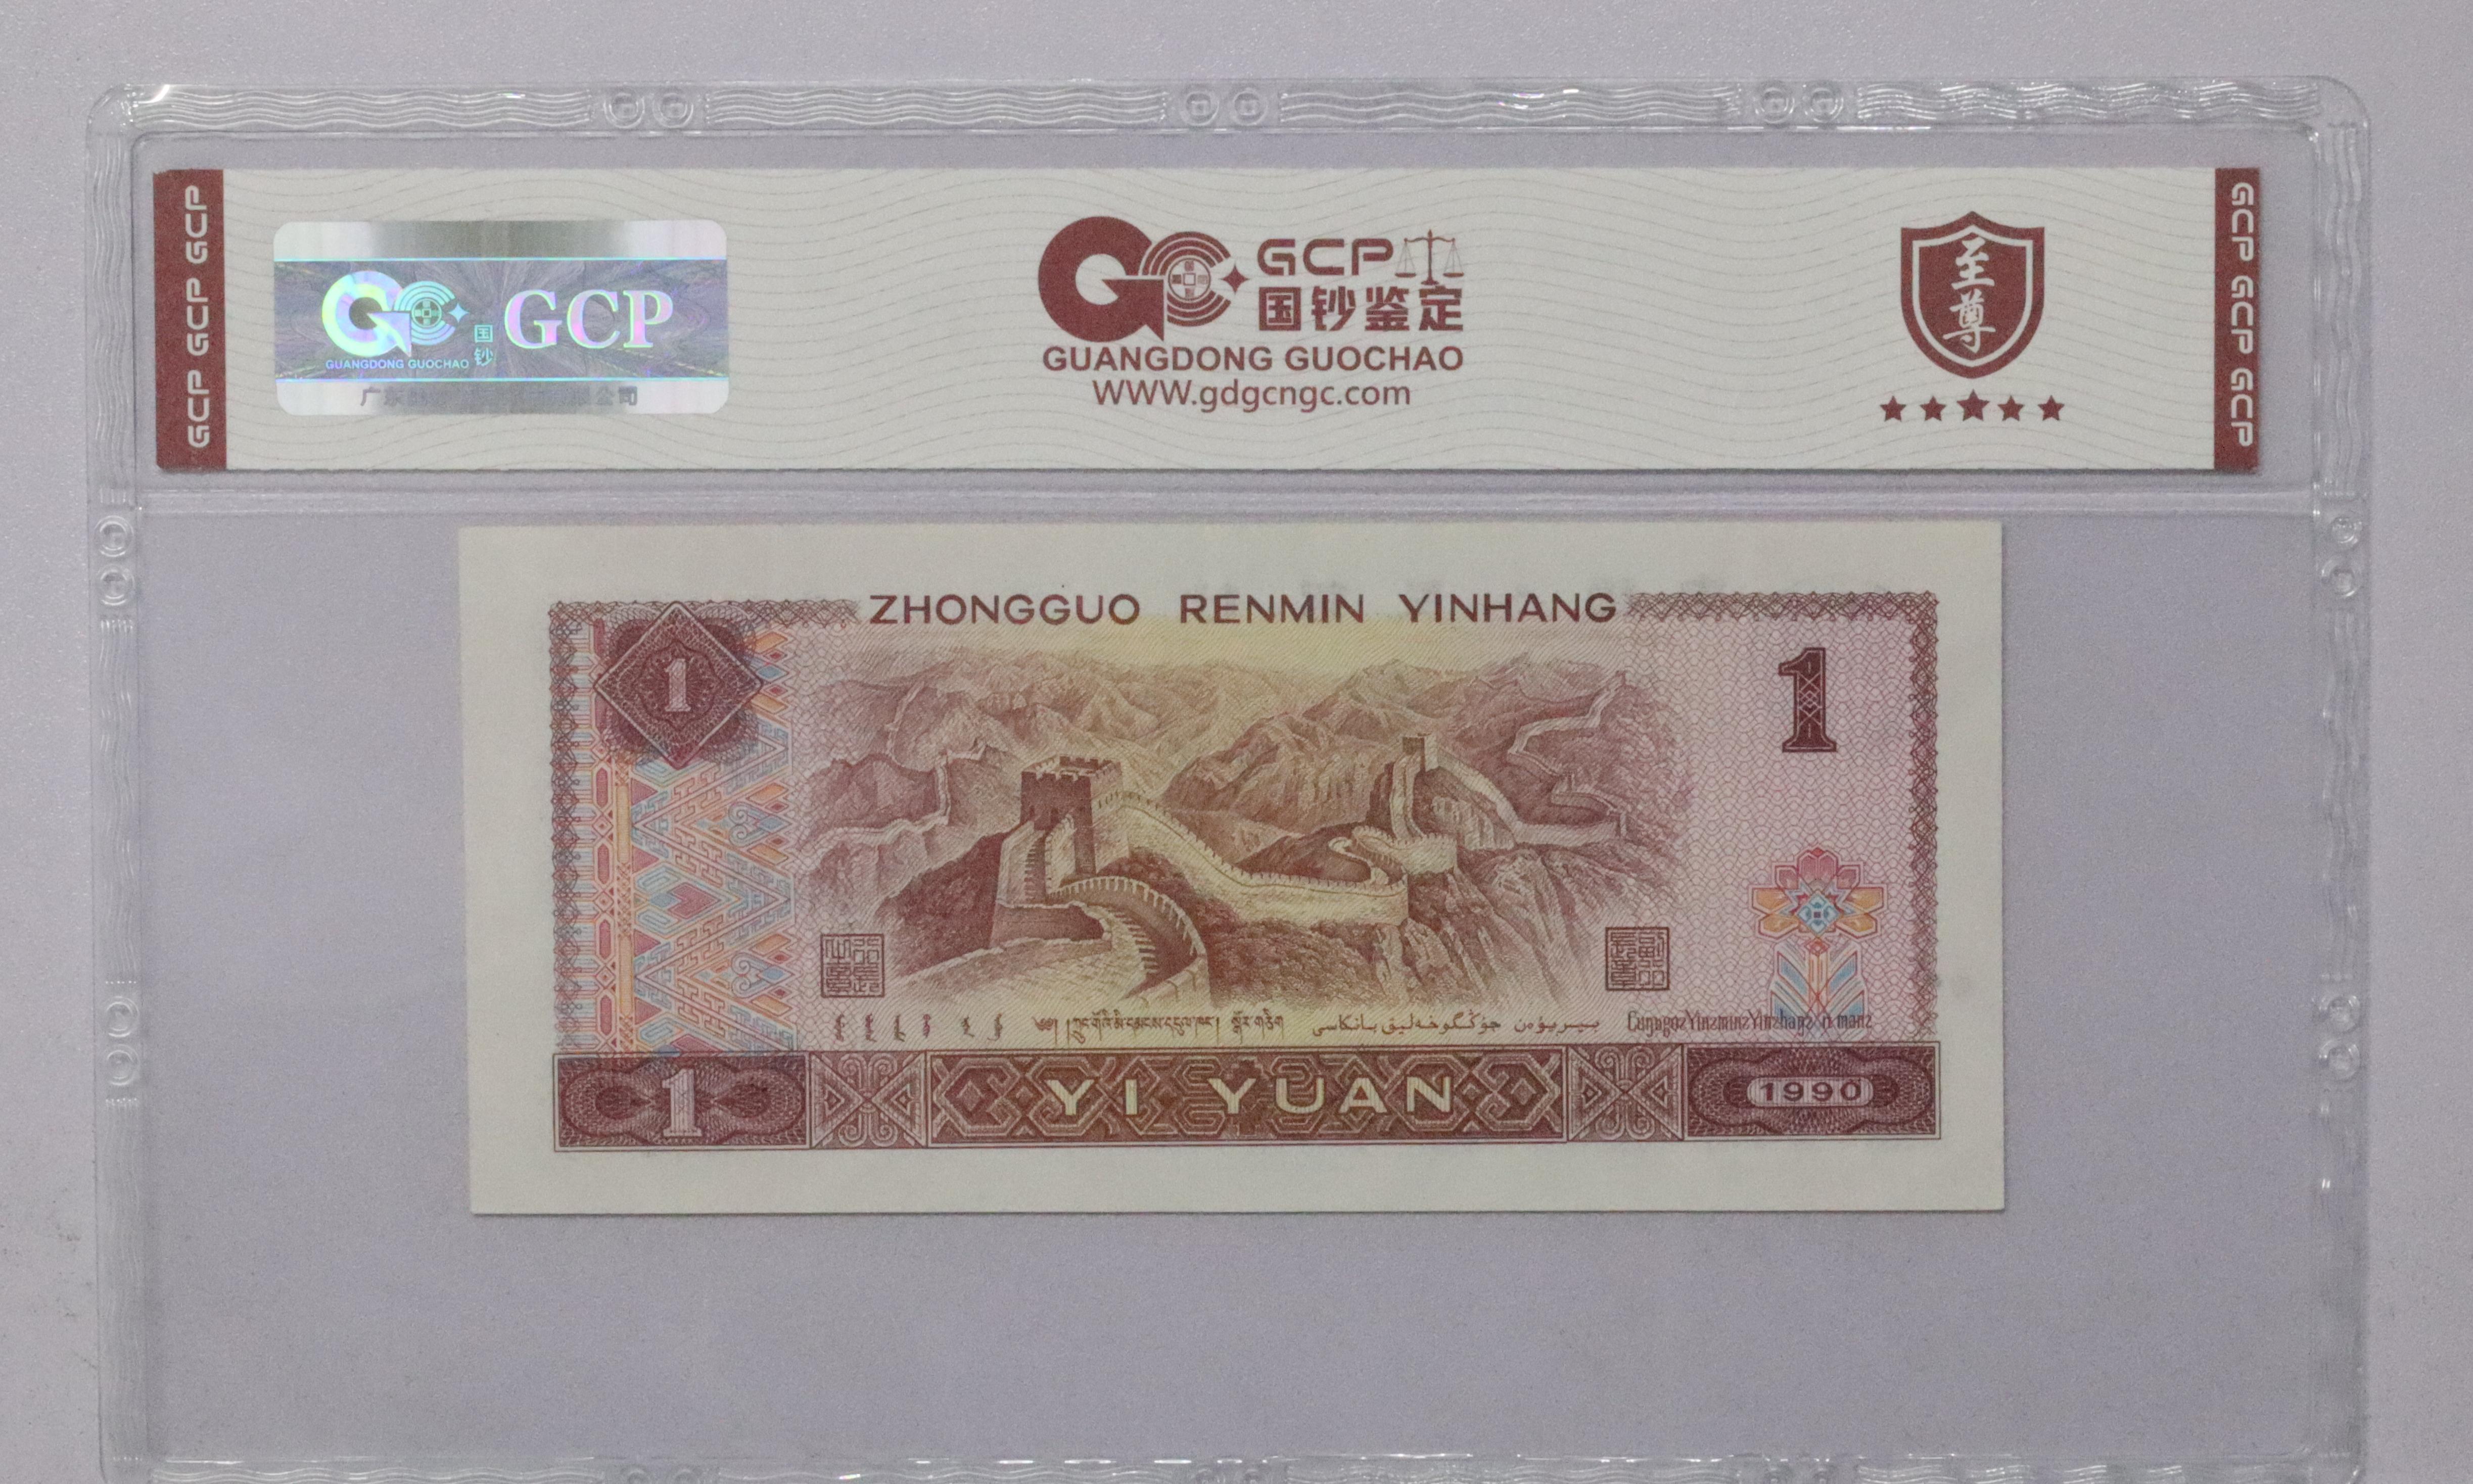 GCP GCP GCP
GCP
国钞
GUANGDONG GUOCHAO
GCP
国钞鉴定
GUANGDONG GUOCHAO
WWW.gdgcngc.com
至尊
GCP GCP GCP
ZHONGGUO RENMIN YINHANG
1
1
1
YI YUAN
1990